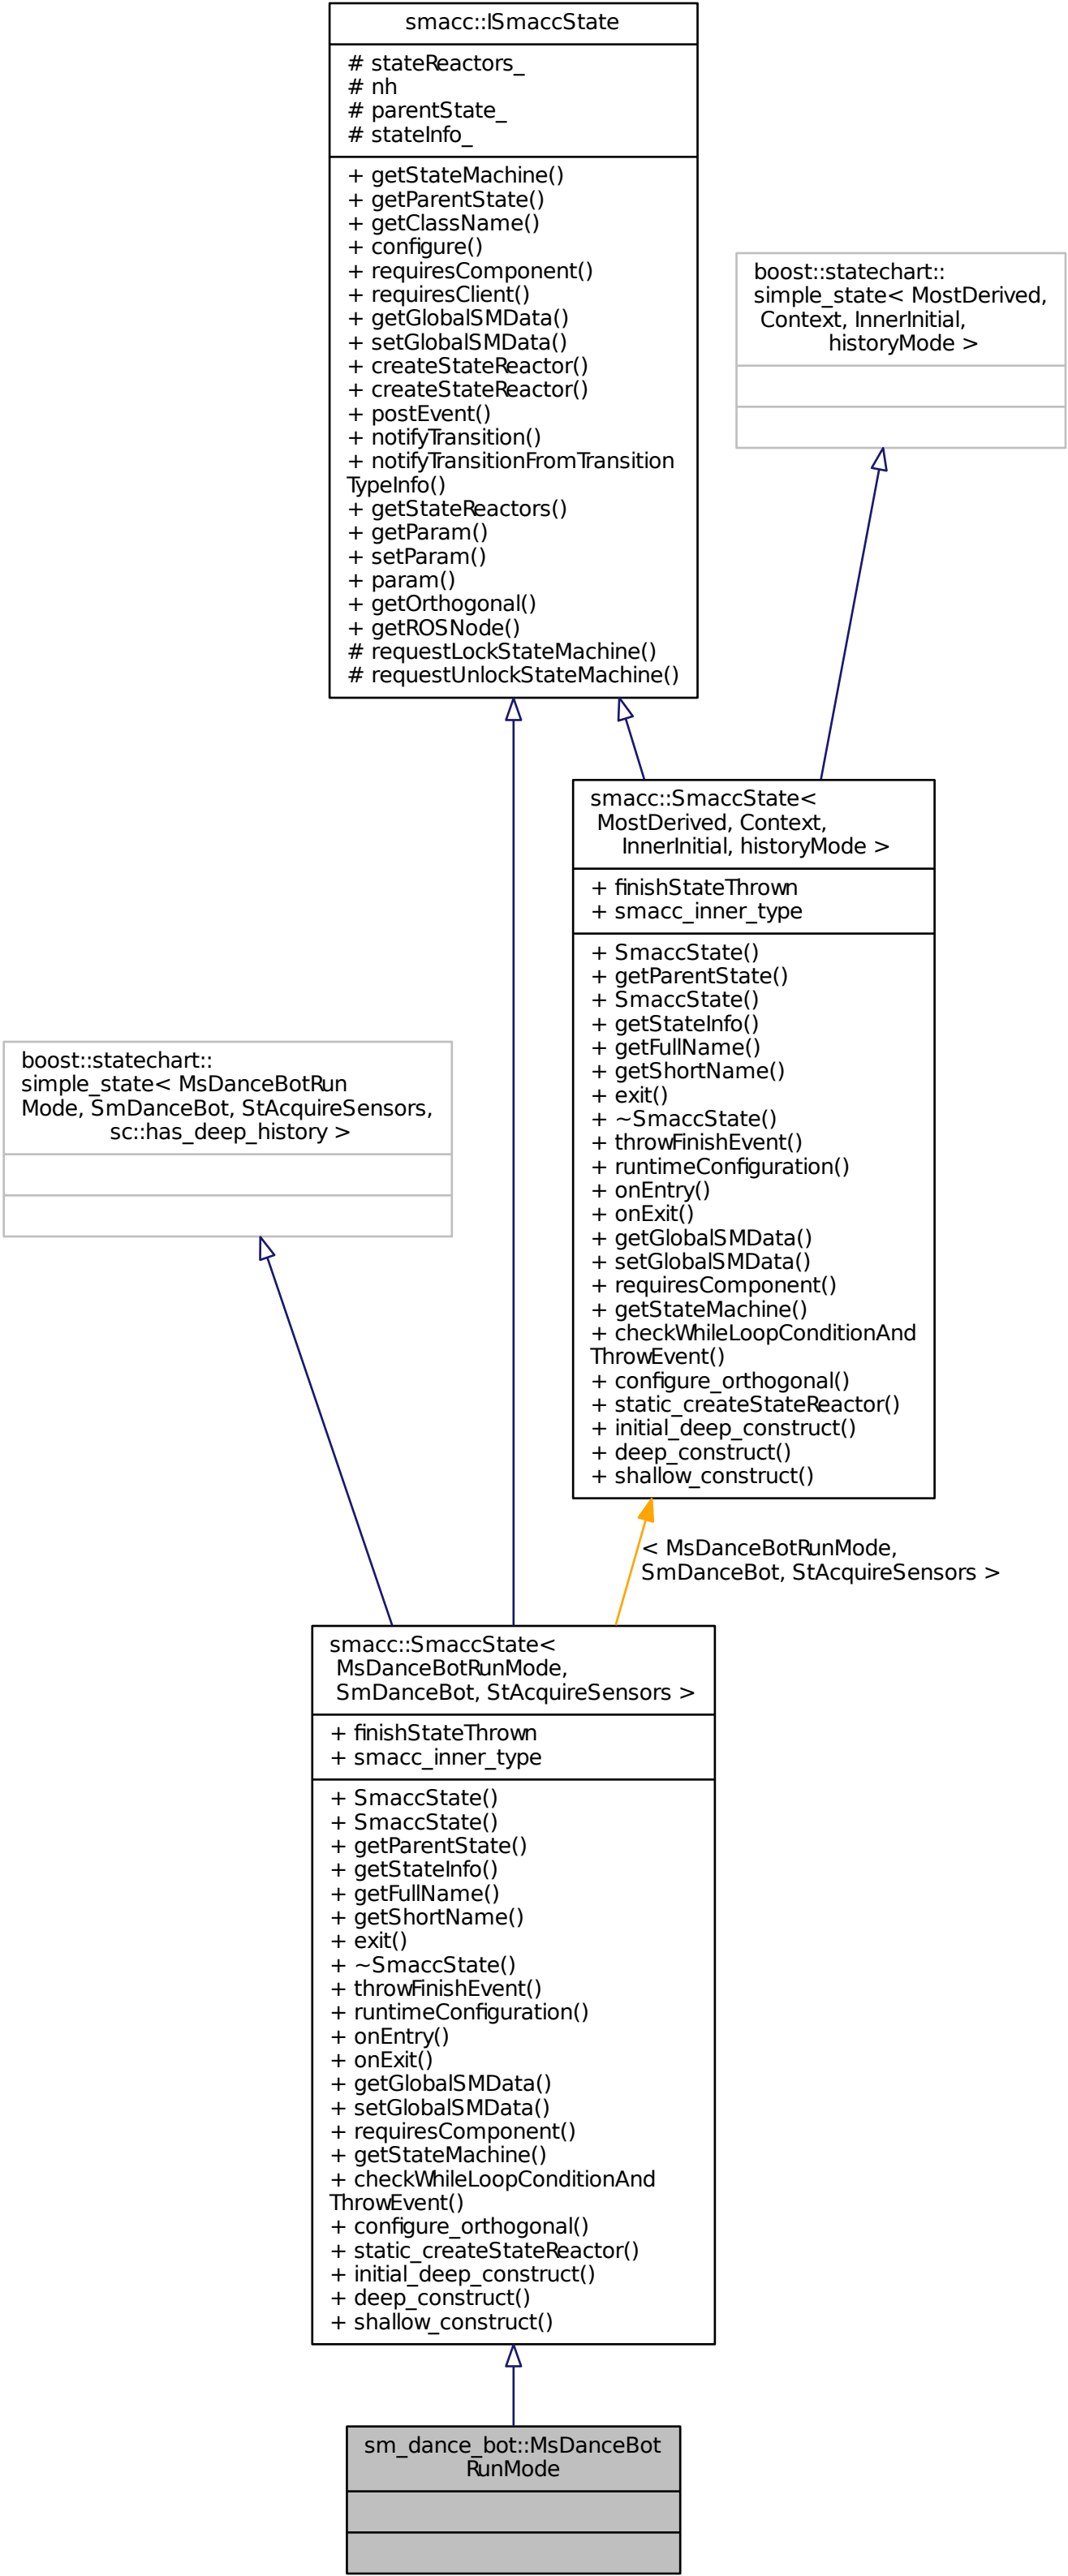 smacc::ISmaccState
# stateReactors_
# nh
# parentState_
# stateInfo_
+ getStateMachine()
+ getParentState()
+ getClassName()
+ configure()
+ requiresComponent()
+ requiresClient()
+ getGlobalSMData()
+ setGlobalSMData()
+ createStateReactor()
+ createStateReactor()
+ postEvent()
+ notifyTransition()
+ notifyTransitionFromTransition
TypeInfo()
+ getStateReactors()
+ getParam()
+ setParam()
+ param()
+ getOrthogonal()
+ getROSNode()
# requestLockStateMachine()
# requestUnlockStateMachine()
boost::statechart::
simple_state< MostDerived,
Context, InnerInitial,
historyMode >
smacc::SmaccState<
MostDerived, Context,
InnerInitial, historyMode >
+ finishStateThrown
+ smacc_inner_type
+ SmaccState()
+ getParentState()
+ SmaccState()
+ getStateInfo()
+ getFullName()
+ getShortName()
+ exit()
+ ~SmaccState()
+ throwFinishEvent()
+ runtimeConfiguration()
+ onEntry()
+ onExit()
+ getGlobalSMData()
+ setGlobalSMData()
+ requiresComponent()
+ getStateMachine()
+ checkWhileLoopConditionAnd
ThrowEvent()
+ configure_orthogonal()
+ static_createStateReactor()
+ initial_deep_construct()
+ deep_construct()
+ shallow_construct()
boost::statechart::
simple_state< MsDanceBotRun
Mode, SmDanceBot, StAcquireSensors,
sc::has_deep_history >
< MsDanceBotRunMode,
SmDanceBot, StAcquireSensors >
smacc::SmaccState<
MsDanceBotRunMode,
SmDanceBot, StAcquireSensors >
+ finishStateThrown
+ smacc_inner_type
+ SmaccState()
+ SmaccState()
+ getParentState()
+ getStateInfo()
+ getFullName()
+ getShortName()
+ exit()
+ ~SmaccState()
+ throwFinishEvent()
+ runtimeConfiguration()
+ onEntry()
+ onExit()
+ getGlobalSMData()
+ setGlobalSMData()
+ requiresComponent()
+ getStateMachine()
+ checkWhileLoopConditionAnd
ThrowEvent()
+ configure_orthogonal()
+ static_createStateReactor()
+ initial_deep_construct()
+ deep_construct()
+ shallow_construct()
sm_dance_bot::MsDanceBot
RunMode